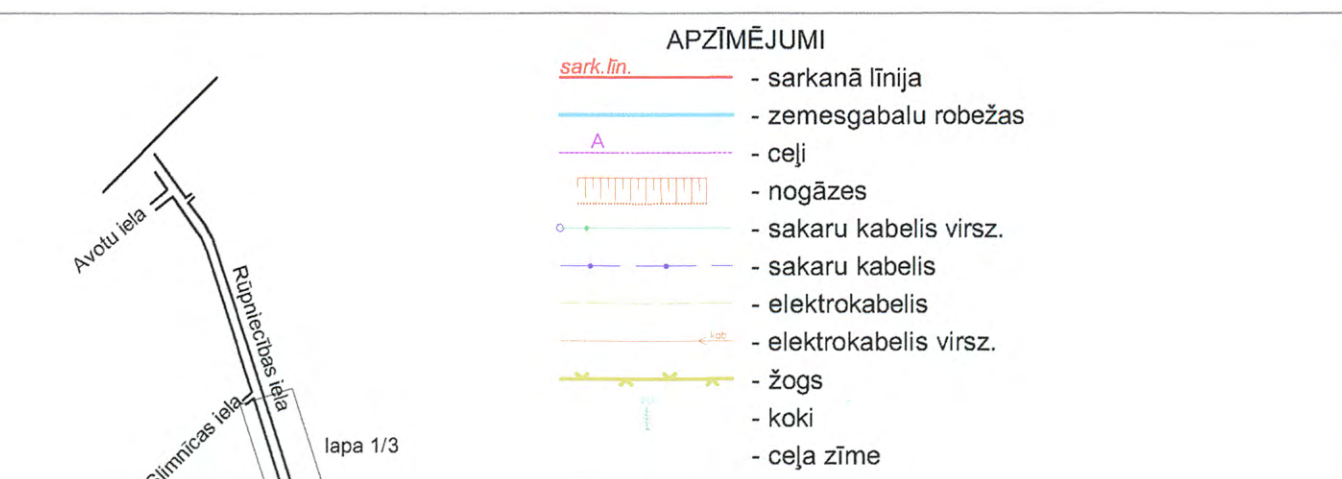 APZĪMĒJUMI
sark.līn. - sarkanā līnija
- zemesgabalu robežas
A - ceļi
- nogāzes
- sakaru kabelis virsz.
- sakaru kabelis
- elektrokabelis
- elektrokabelis virsz.
- žogs
- koki
- ceļa zīme
Avotu iela
Rūpniecības iela
Slimnīcas iela
lapa 1/3